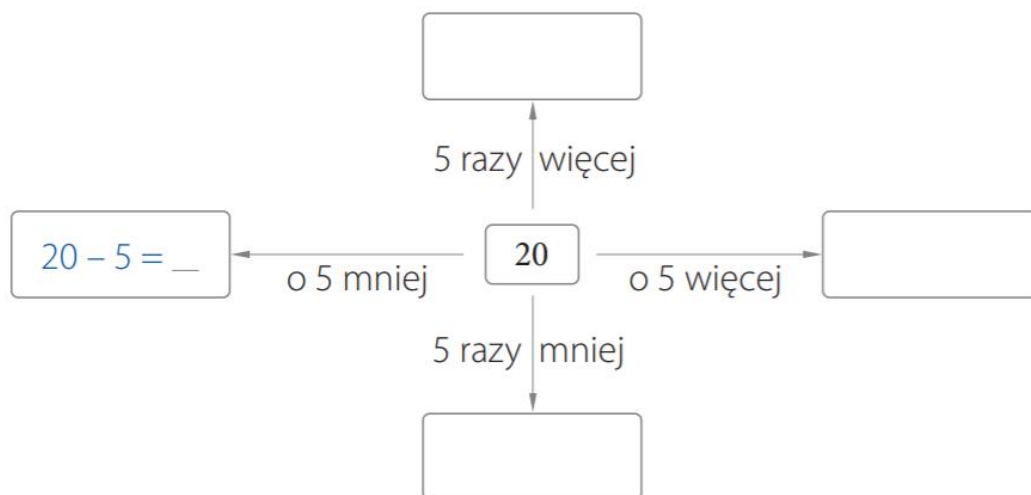 5 razy więcej
20 – 5 = __
o 5 mniej
20
o 5 więcej
5 razy mniej